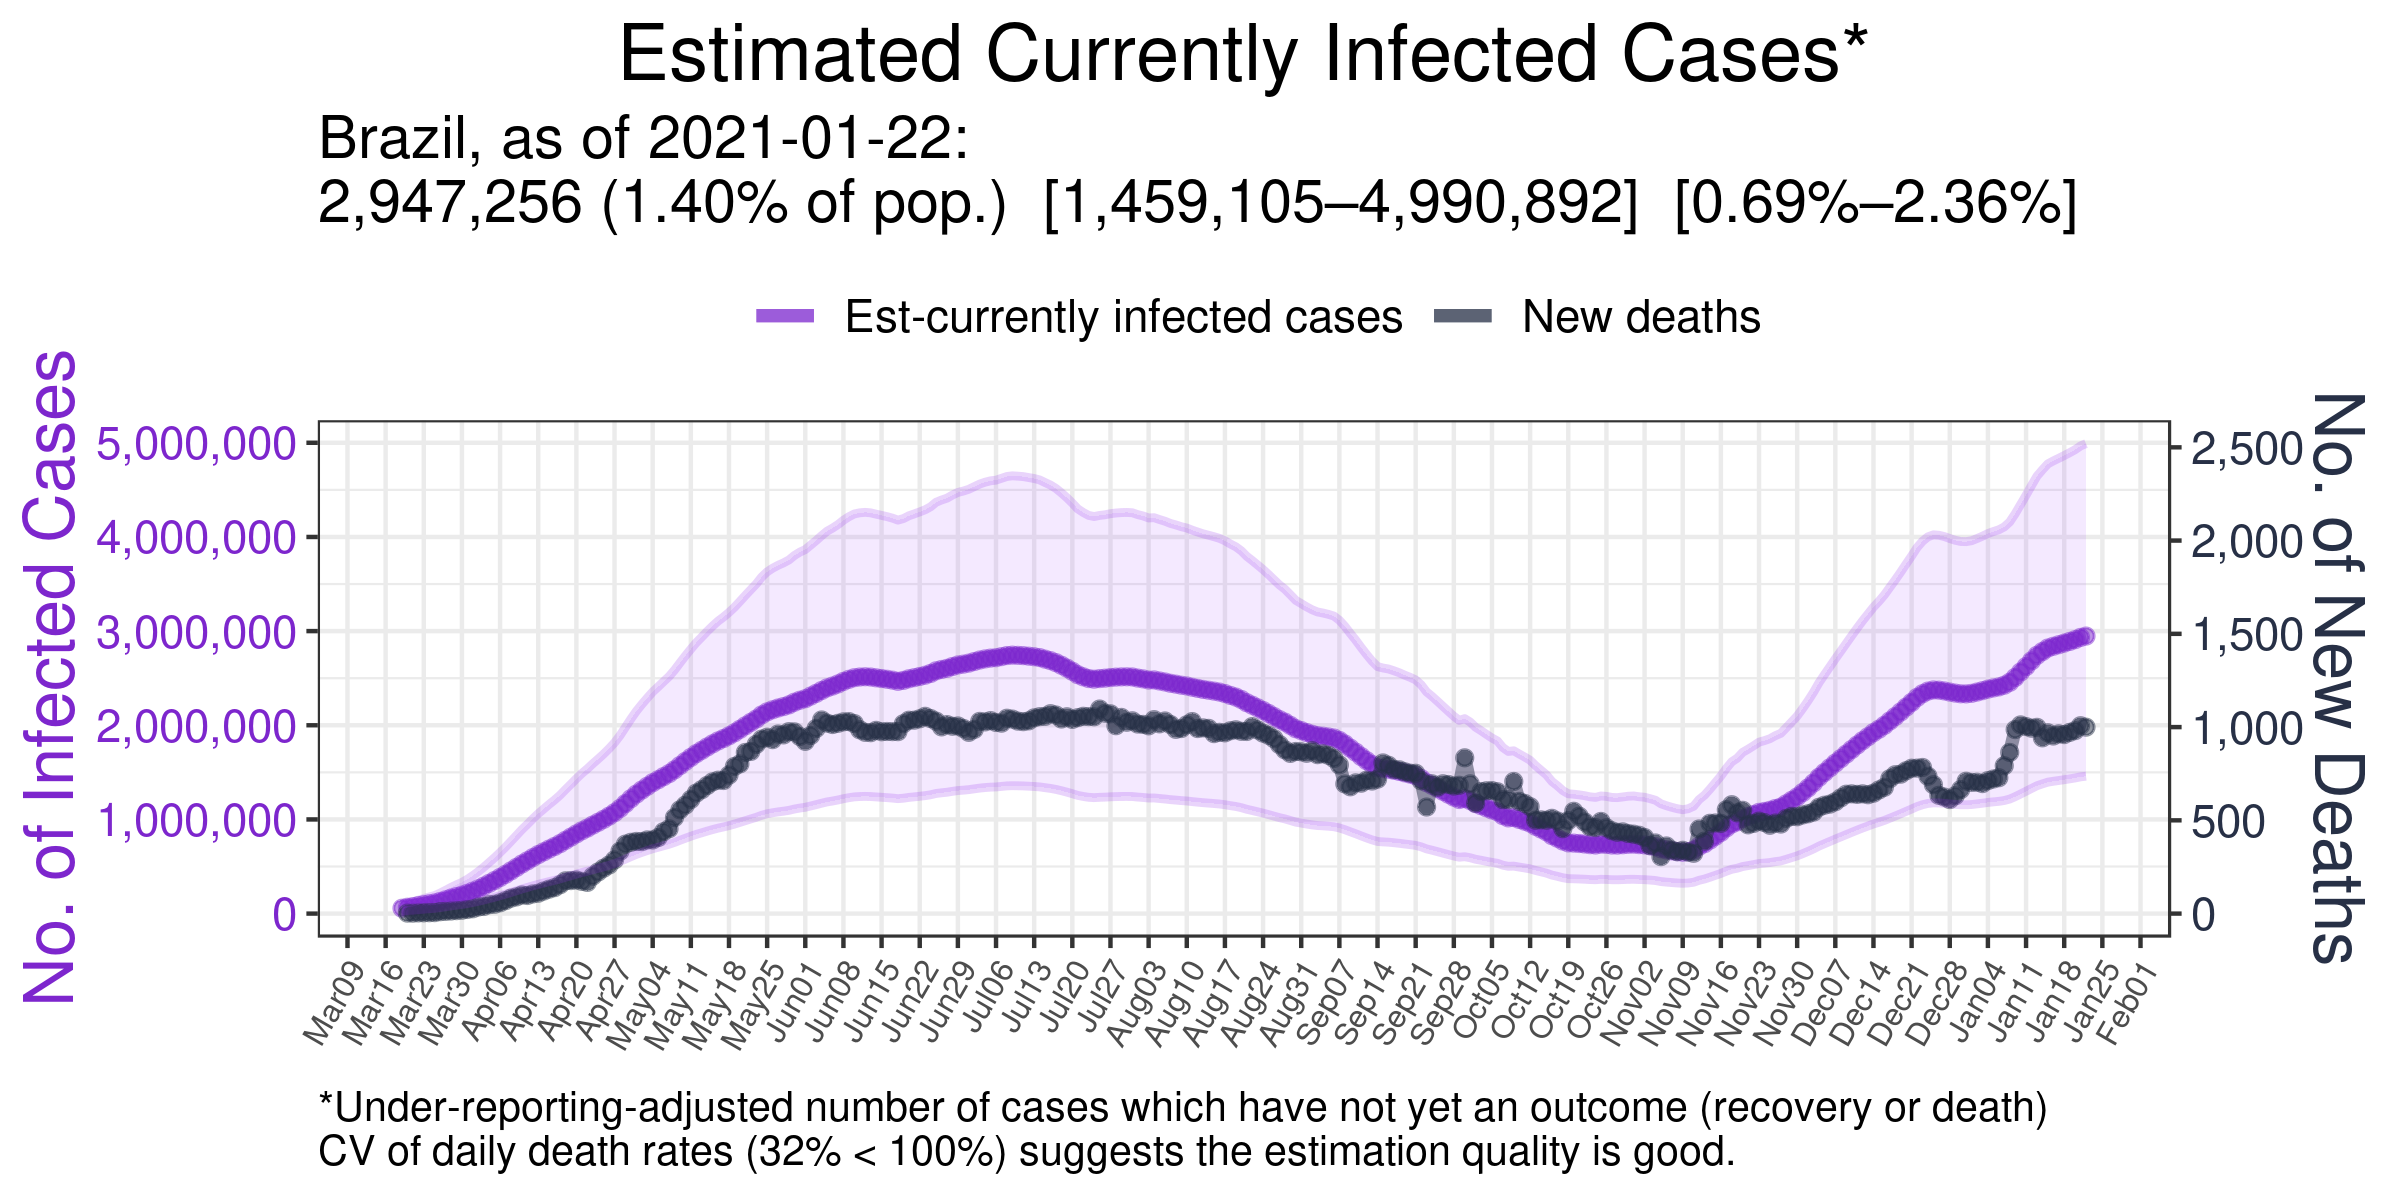 Estimated Currently Infected Cases*
Brazil, as of 2021-01-22:
2,947,256 (1.40% of pop.)  [1,459,105–4,990,892]  [0.69%–2.36%]
Est-currently infected cases
New deaths
No. of Infected Cases
5,000,000
4,000,000
3,000,000
2,000,000
1,000,000
0
2,500
2,000
1,500
1,000
500
0
No. of New Deaths
Mar09
Mar16
Mar23
Mar30
Apr06
Apr13
Apr20
Apr27
May04
May11
May18
May25
Jun01
Jun08
Jun15
Jun22
Jun29
Jul06
Jul13
Jul20
Jul27
Aug03
Aug10
Aug17
Aug24
Aug31
Sep07
Sep14
Sep21
Sep28
Oct05
Oct12
Oct19
Oct26
Nov02
Nov09
Nov16
Nov23
Nov30
Dec07
Dec14
Dec21
Dec28
Jan04
Jan11
Jan18
Jan25
Feb01
*Under-reporting-adjusted number of cases which have not yet an outcome (recovery or death)
CV of daily death rates (32% < 100%) suggests the estimation quality is good.